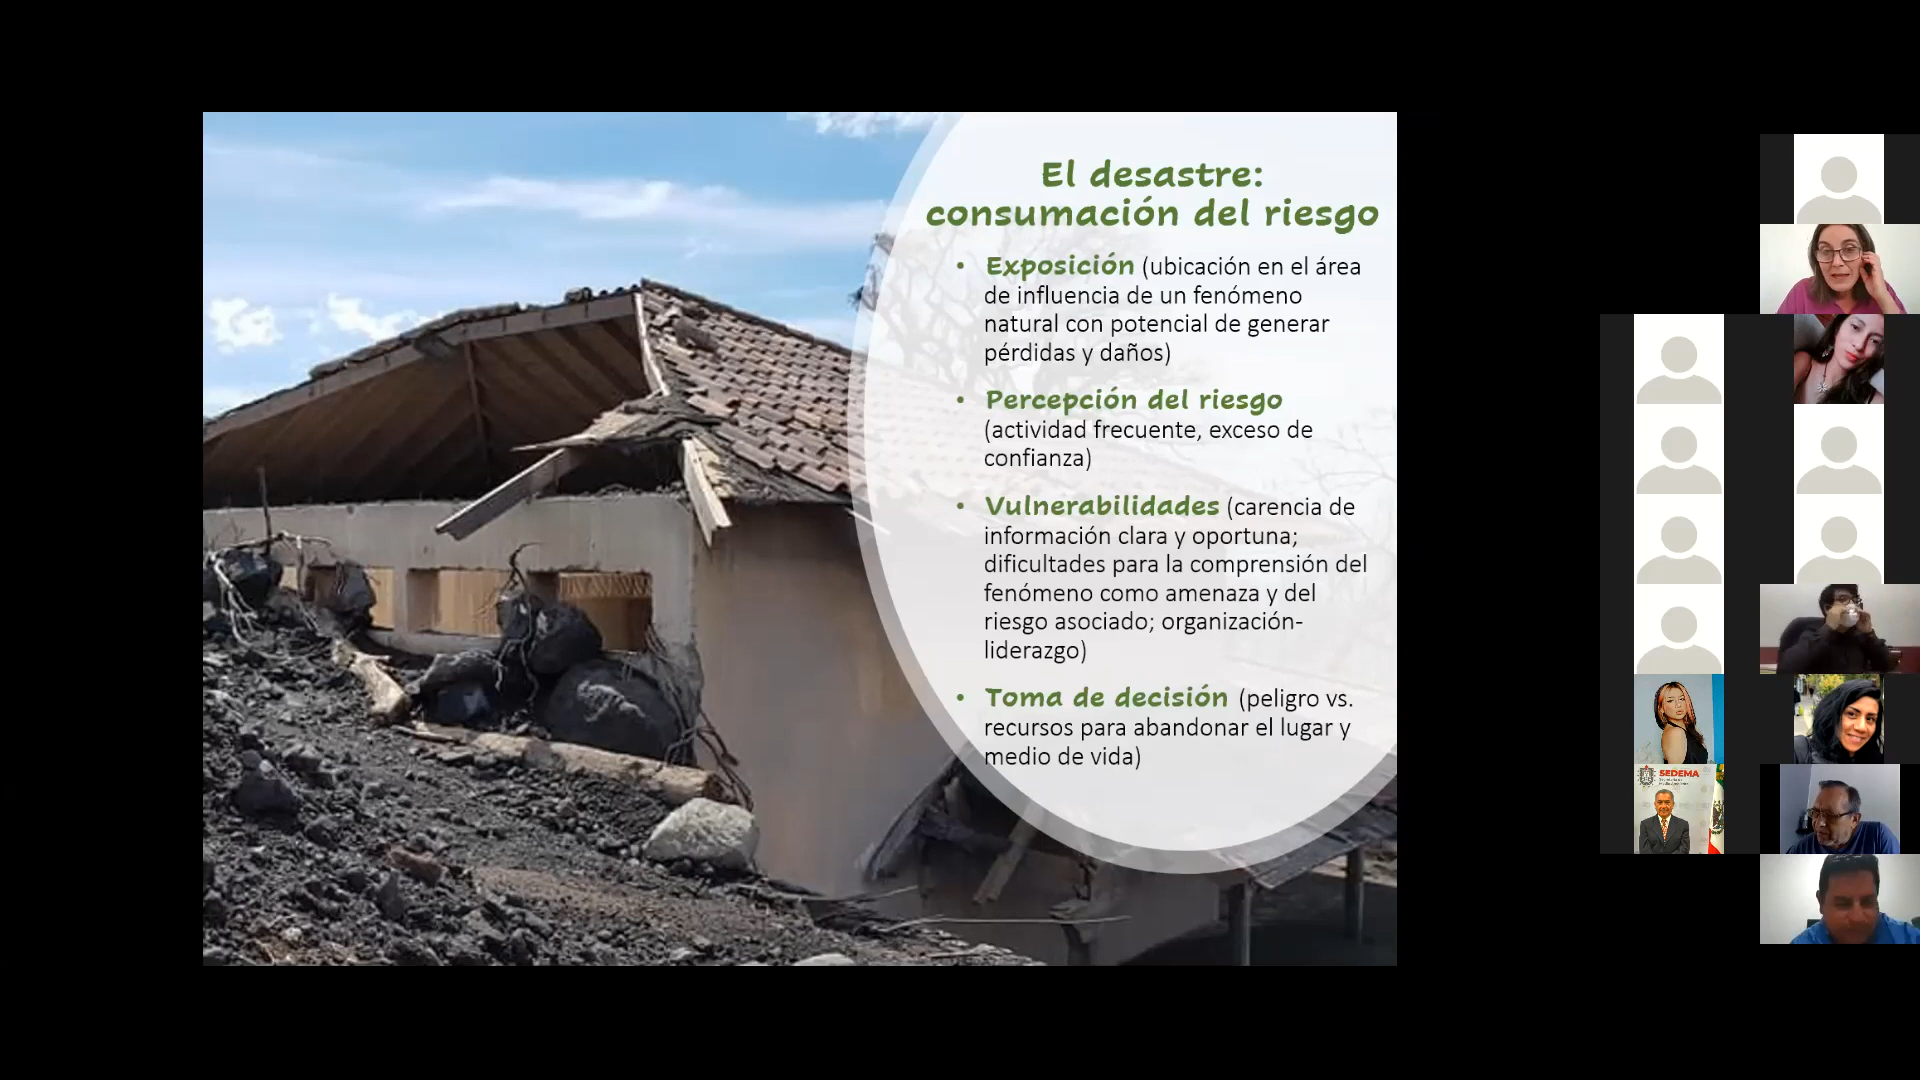 El desastre:
consumación del riesgo
• Exposición (ubicación en el área
de influencia de un fenómeno
natural con potencial de generar
pérdidas y daños)
• Percepción del riesgo
(actividad frecuente, exceso de
confianza)
• Vulnerabilidades (carencia de
información clara y oportuna;
dificultades para la comprensión del
fenómeno como amenaza y del
riesgo asociado; organización-
liderazgo)
• Toma de decisión (peligro vs.
recursos para abandonar el lugar y
medio de vida)
SEDEMA